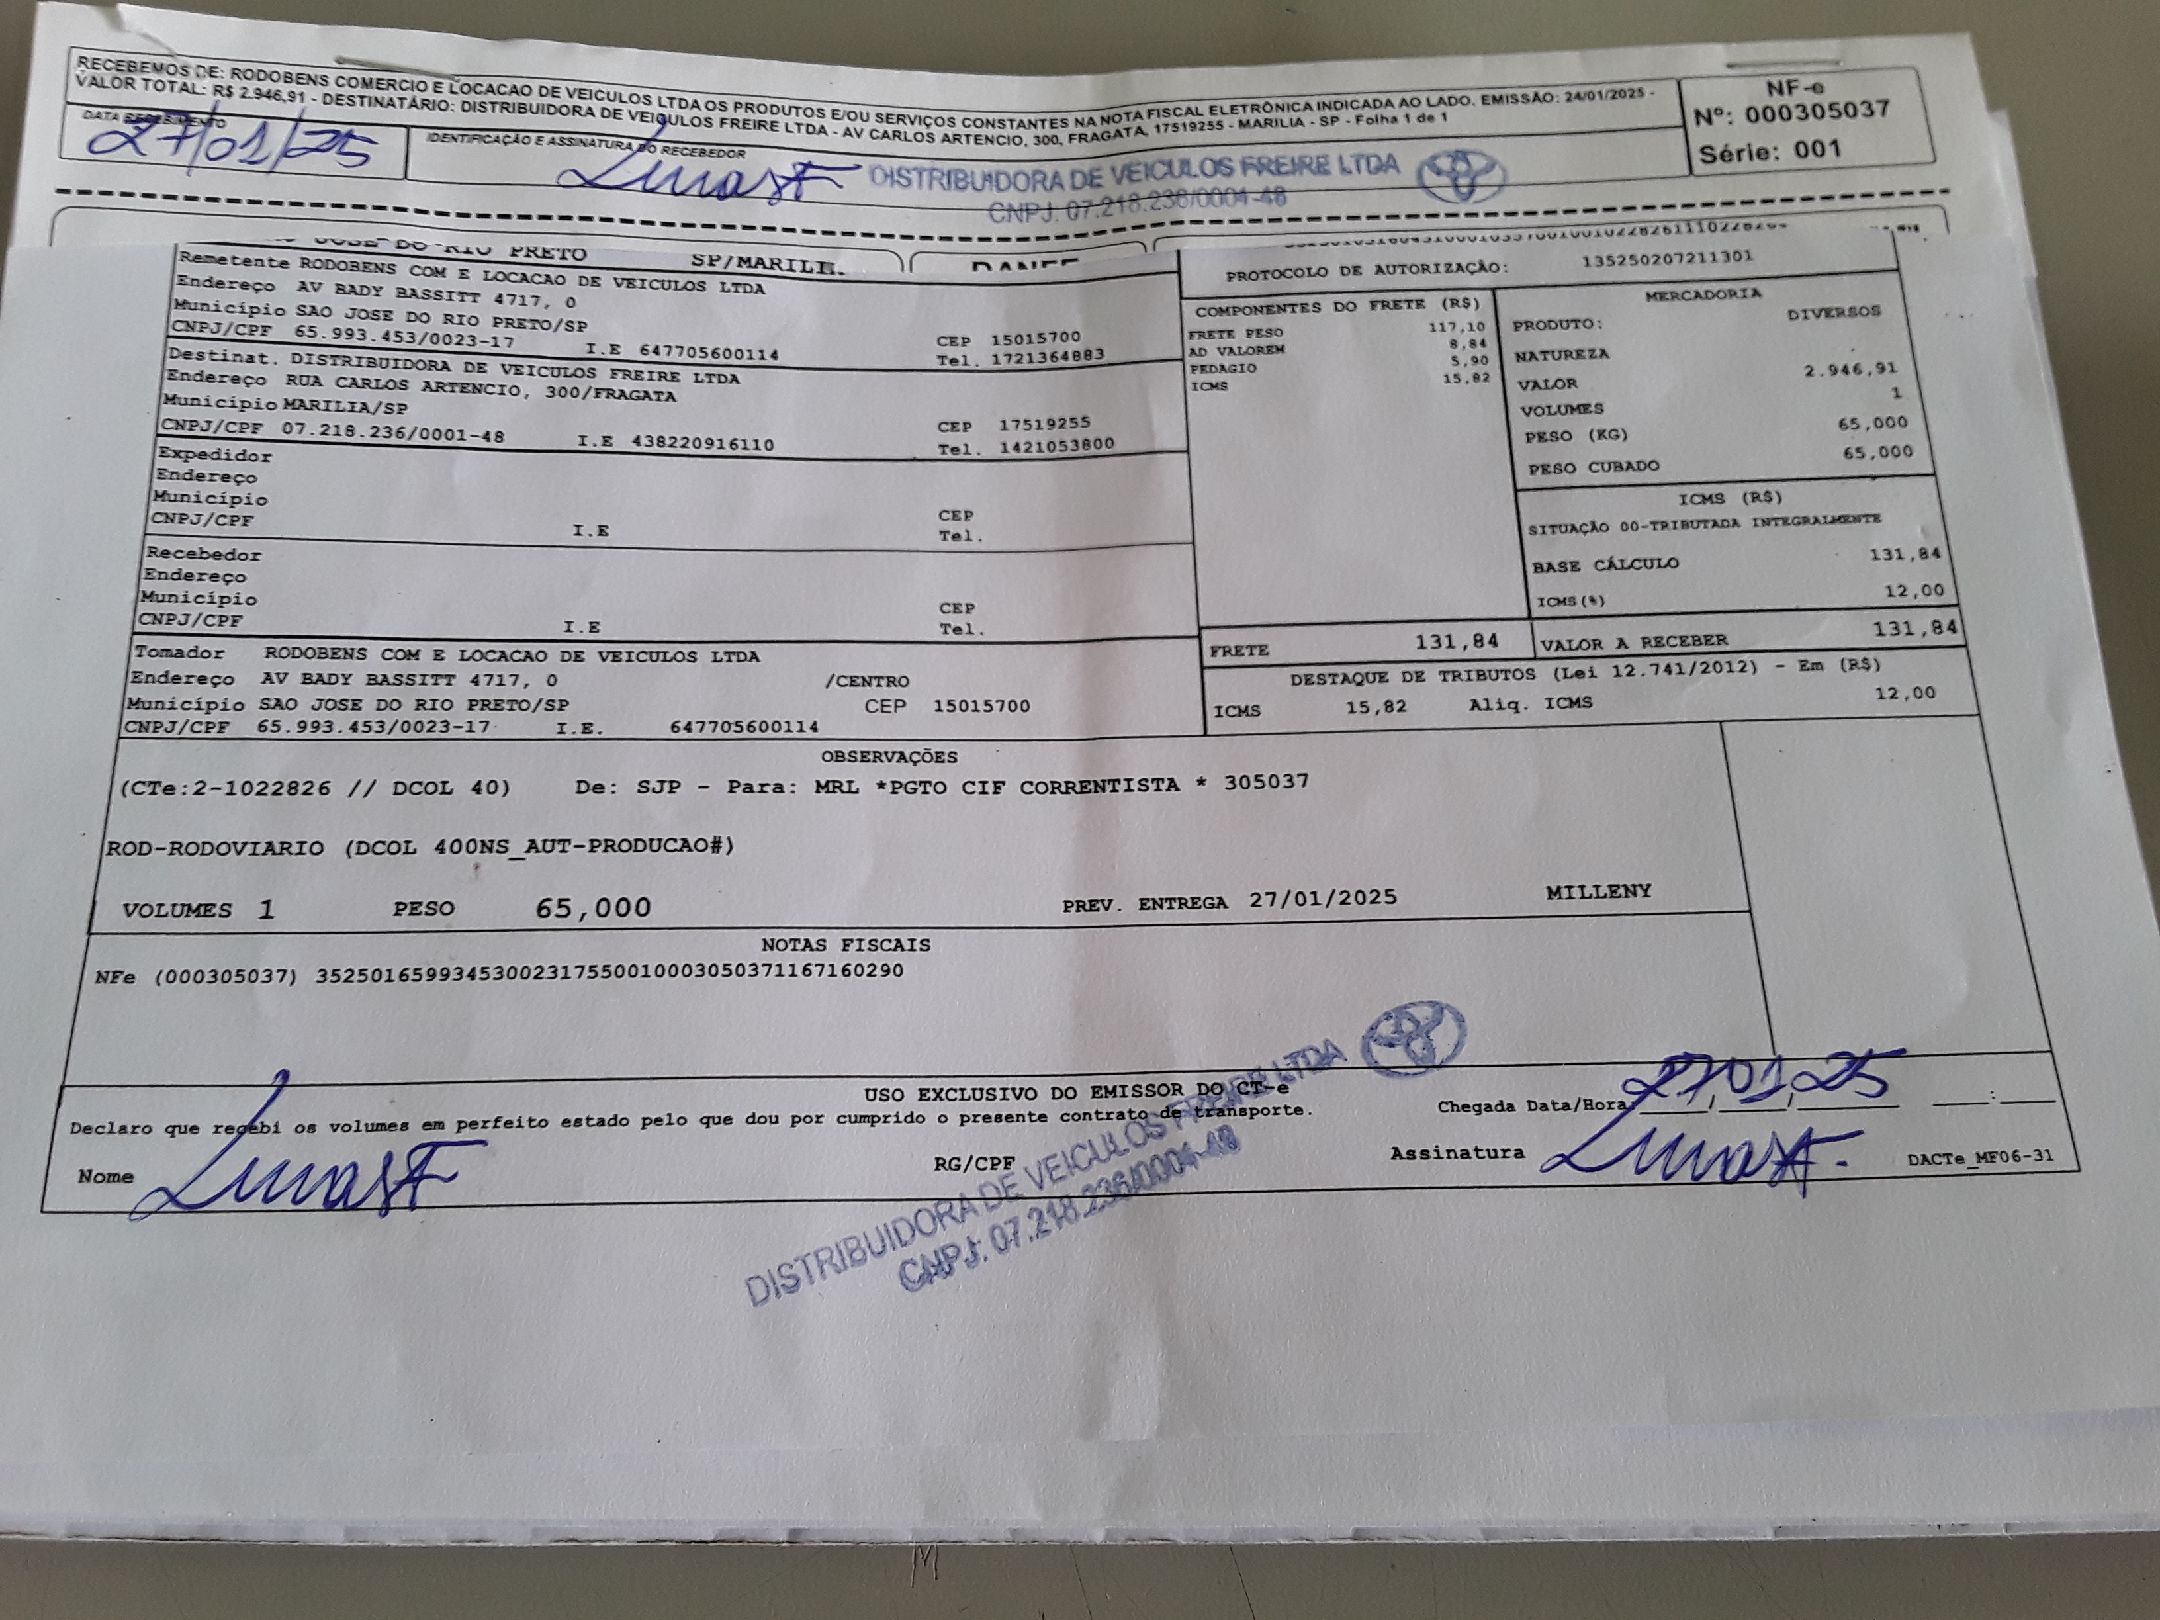 RECEBEMOS DE: RODOBENS COMERCIO E LOCACAO DE VEICULOS LTDA OS PRODUTOS E/OU SERVIÇOS CONSTANTES NA NOTA FISCAL ELETRÔNICA INDICADA AO LADO. EMISSÃO: 24/01/2025 -
VALOR TOTAL: R$ 2.946,91 - DESTINATÁRIO: DISTRIBUIDORA DE VEICULOS FREIRE LTDA - AV CARLOS ARTENCIO, 300, FRAGATA, 17519255 - MARILIA - SP - Folha 1 de 1
NF-e
Nº: 000305037
Série: 001
DATA RECEBIMENTO
27/01/25
IDENTIFICAÇÃO E ASSINATURA DO RECEBEDOR
DISTRIBUIDORA DE VEICULOS FREIRE LTDA
CNPJ: 07.218.236/0001-48
JOSE DO RIO PRETO SP/MARILI
DANFE
Remetente RODOBENS COM E LOCACAO DE VEICULOS LTDA
Endereço AV BADY BASSITT 4717, 0
Município SAO JOSE DO RIO PRETO/SP CEP 15015700
CNPJ/CPF 65.993.453/0023-17 I.E 647705600114 Tel. 1721364883
Destinat. DISTRIBUIDORA DE VEICULOS FREIRE LTDA
Endereço RUA CARLOS ARTENCIO, 300/FRAGATA
Município MARILIA/SP CEP 17519255
CNPJ/CPF 07.218.236/0001-48 I.E 438220916110 Tel. 1421053800
Expedidor
Endereço
Município CEP
CNPJ/CPF I.E Tel.
Recebedor
Endereço
Município CEP
CNPJ/CPF I.E Tel.
Tomador RODOBENS COM E LOCACAO DE VEICULOS LTDA
Endereço AV BADY BASSITT 4717, 0 /CENTRO
Município SAO JOSE DO RIO PRETO/SP CEP 15015700
CNPJ/CPF 65.993.453/0023-17 I.E. 647705600114
PROTOCOLO DE AUTORIZAÇÃO: 135250207211301
COMPONENTES DO FRETE (R$)
FRETE PESO 117,10
AD VALOREM 8,84
PEDAGIO 5,90
ICMS 15,82
MERCADORIA
PRODUTO: DIVERSOS
NATUREZA
VALOR 2.946,91
VOLUMES 1
PESO (KG) 65,000
PESO CUBADO 65,000
ICMS (R$)
SITUAÇÃO 00-TRIBUTADA INTEGRALMENTE
BASE CÁLCULO 131,84
ICMS(%) 12,00
FRETE 131,84 VALOR A RECEBER 131,84
DESTAQUE DE TRIBUTOS (Lei 12.741/2012) - Em (R$)
ICMS 15,82 Aliq. ICMS 12,00
OBSERVAÇÕES
(CTe:2-1022826 // DCOL 40) De: SJP - Para: MRL *PGTO CIF CORRENTISTA * 305037
ROD-RODOVIARIO (DCOL 400NS_AUT-PRODUCAO#)
VOLUMES 1 PESO 65,000 PREV. ENTREGA 27/01/2025 MILLENY
NOTAS FISCAIS
NFe (000305037) 35250165993453002317550010003050371167160290
USO EXCLUSIVO DO EMISSOR DO CT-e
Declaro que recebi os volumes em perfeito estado pelo que dou por cumprido o presente contrato de transporte.
Chegada Data/Hora 27/01/25 :
Nome RG/CPF Assinatura
DACTe_MF06-31
DISTRIBUIDORA DE VEICULOS FREIRE LTDA
CNPJ: 07.218.236/0001-48